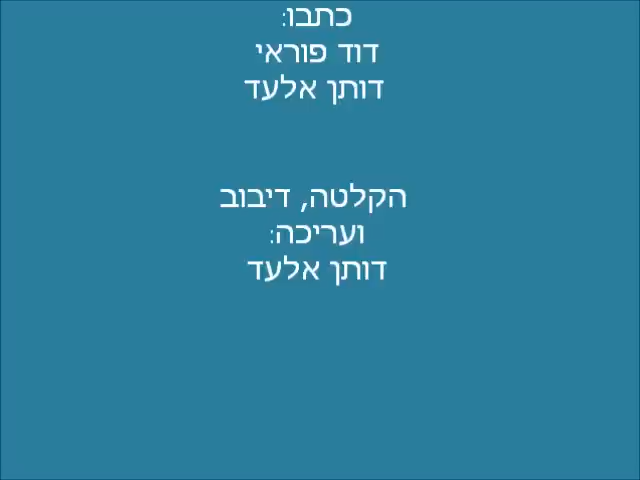 כתבו:
דוד פוראי
דותן אלעד
הקלטה, דיבוב
ועריכה:
דותן אלעד